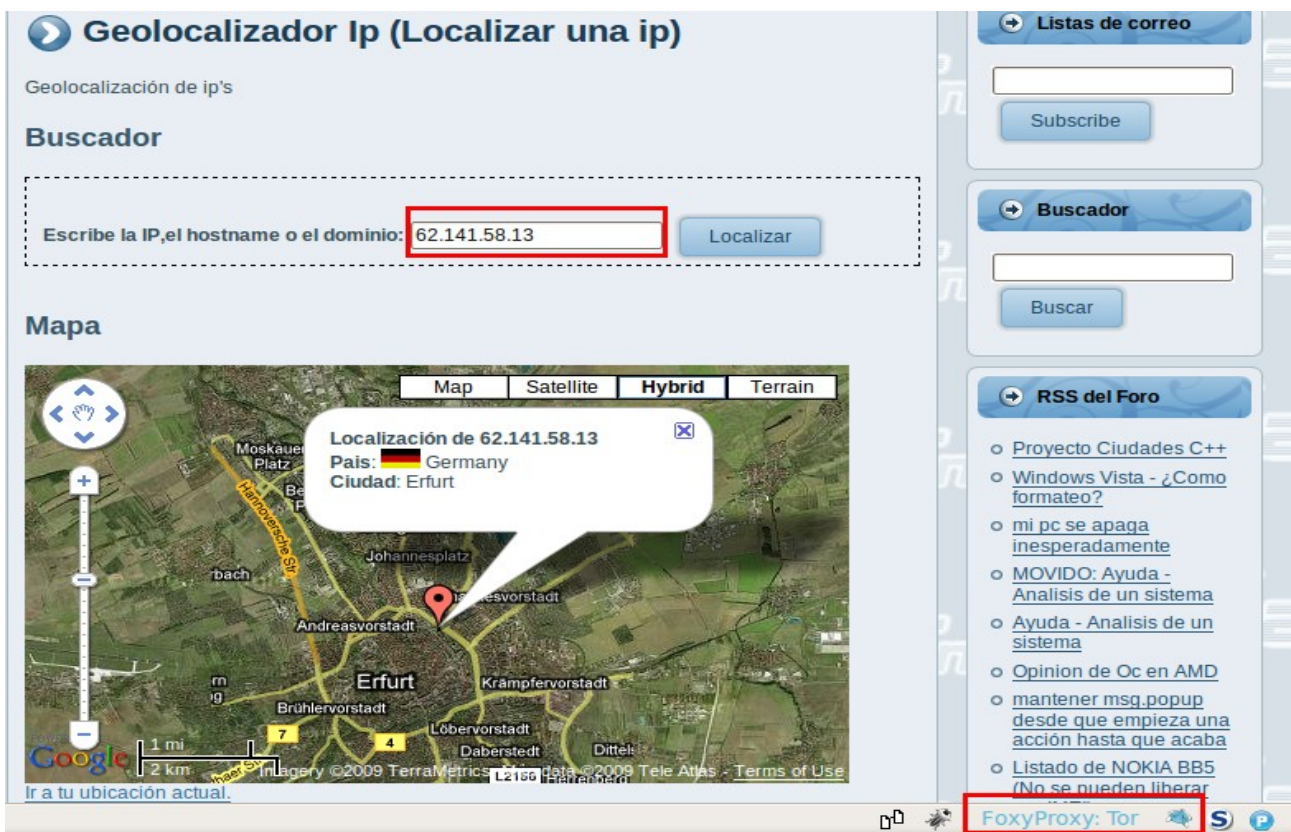 Geolocalizador Ip (Localizar una ip)
Geolocalización de ip's
Buscador
Escribe la IP,el hostname o el dominio:
62.141.58.13
Localizar
Mapa
Map
Satellite
Hybrid
Terrain
Localización de 62.141.58.13
Pais: Germany
Ciudad: Erfurt
Moskauer
Platz
Hannoversche Str
Johannesplatz
Andreasvorstadt
Erfurt
Krämpfervorstadt
Brühlervorstadt
7
4
Löbervorstadt
Daberstedt
1 mi
2 km
Google
©2009 TerraMetrics
©2009 Tele Atlas - Terms of Use
Ir a tu ubicación actual.
Listas de correo
Subscribe
Buscador
Buscar
RSS del Foro
Proyecto Ciudades C++
Windows Vista - ¿Como
formateo?
mi pc se apaga
inesperadamente
MOVIDO: Ayuda -
Analisis de un sistema
Ayuda - Analisis de un
sistema
Opinion de Oc en AMD
mantener msg.popup
desde que empieza una
acción hasta que acaba
Listado de NOKIA BB5
(No se pueden liberar
FoxyProxy: Tor
S
P